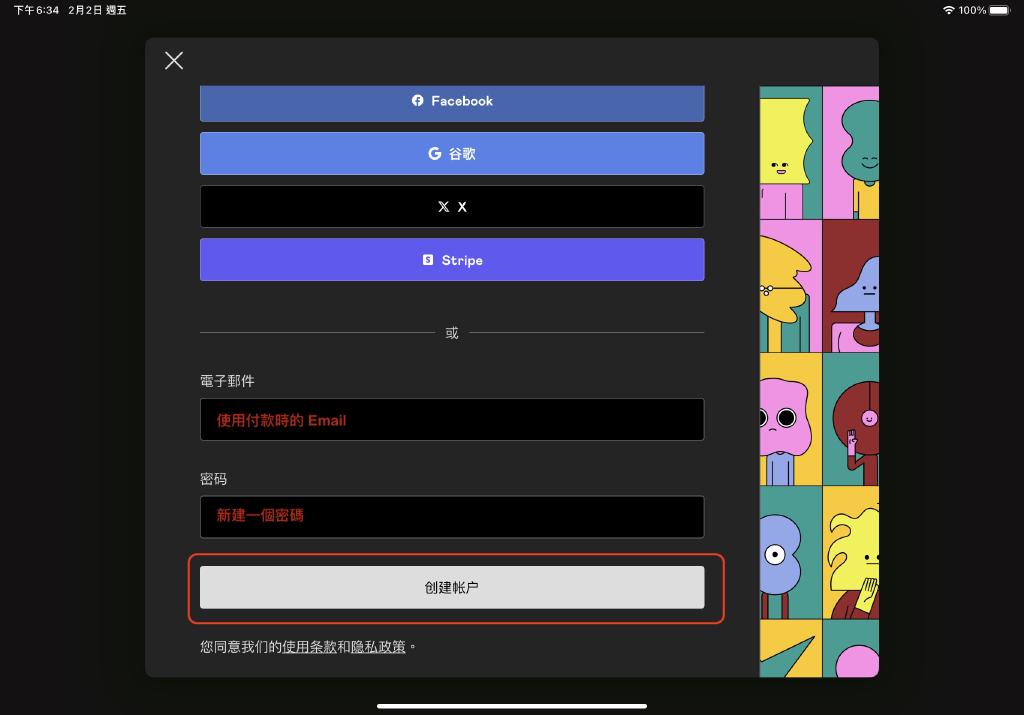 下午6:34 2月2日 週五
100%
Facebook
谷歌
X
Stripe
或
電子郵件
使用付款時的 Email
密码
新建一個密碼
创建帐户
您同意我们的使用条款和隐私政策。